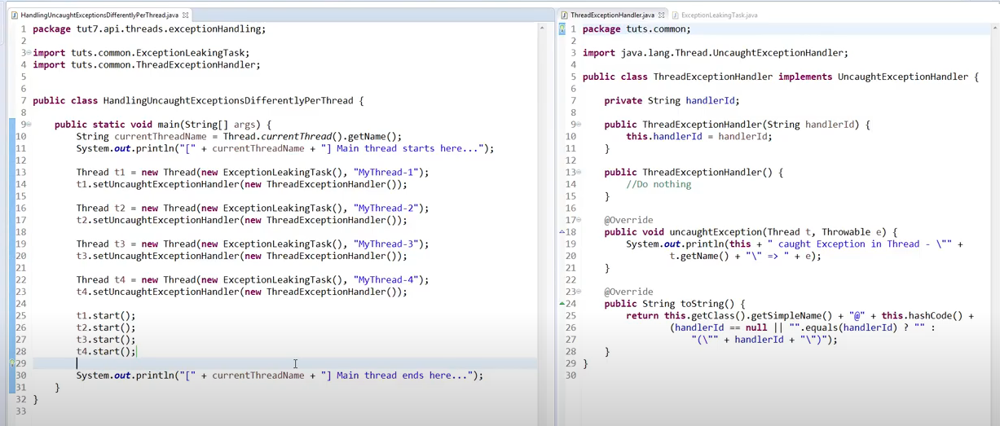 HandlingUncaughtExceptionsDifferentlyPerThread.java
1 package tut7.api.threads.exceptionHandling;
2
3 import tuts.common.ExceptionLeakingTask;
4 import tuts.common.ThreadExceptionHandler;
5
6
7 public class HandlingUncaughtExceptionsDifferentlyPerThread {
8
9     public static void main(String[] args) {
10         String currentThreadName = Thread.currentThread().getName();
11         System.out.println("[" + currentThreadName + "] Main thread starts here...");
12
13         Thread t1 = new Thread(new ExceptionLeakingTask(), "MyThread-1");
14         t1.setUncaughtExceptionHandler(new ThreadExceptionHandler());
15
16         Thread t2 = new Thread(new ExceptionLeakingTask(), "MyThread-2");
17         t2.setUncaughtExceptionHandler(new ThreadExceptionHandler());
18
19         Thread t3 = new Thread(new ExceptionLeakingTask(), "MyThread-3");
20         t3.setUncaughtExceptionHandler(new ThreadExceptionHandler());
21
22         Thread t4 = new Thread(new ExceptionLeakingTask(), "MyThread-4");
23         t4.setUncaughtExceptionHandler(new ThreadExceptionHandler());
24
25         t1.start();
26         t2.start();
27         t3.start();
28         t4.start();
29
30         System.out.println("[" + currentThreadName + "] Main thread ends here...");
31     }
32 }
33
ThreadExceptionHandler.java ExceptionLeakingTask.java
1 package tuts.common;
2
3 import java.lang.Thread.UncaughtExceptionHandler;
4
5 public class ThreadExceptionHandler implements UncaughtExceptionHandler {
6
7     private String handlerId;
8
9     public ThreadExceptionHandler(String handlerId) {
10         this.handlerId = handlerId;
11     }
12
13     public ThreadExceptionHandler() {
14         //Do nothing
15     }
16
17     @Override
18     public void uncaughtException(Thread t, Throwable e) {
19         System.out.println(this + " caught Exception in Thread - \"" +
20                 t.getName() + "\" => " + e);
21     }
22
23     @Override
24     public String toString() {
25         return this.getClass().getSimpleName() + "@" + this.hashCode() +
26                 (handlerId == null || "".equals(handlerId) ? "" :
27                     "(\"" + handlerId + "\")");
28     }
29 }
30